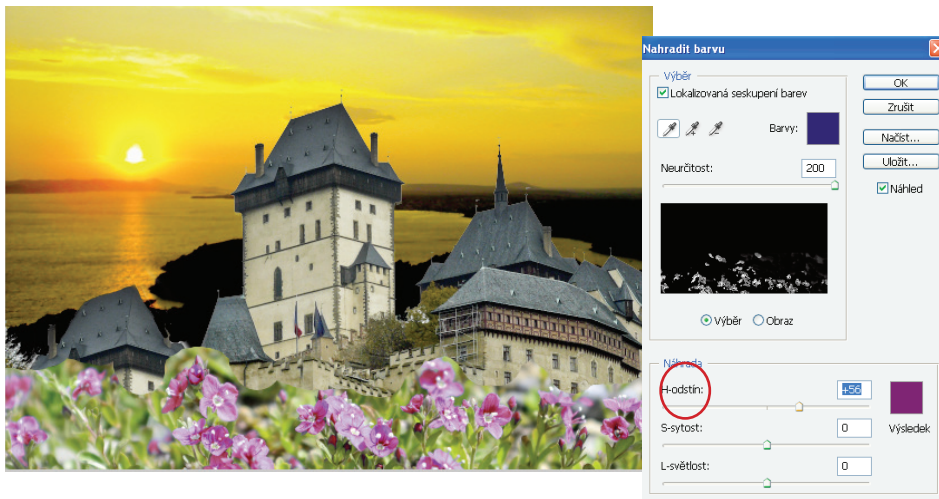 Nahradit barvu
Výběr
Lokalizovaná seskupení barev
Barvy:
Neurčitost:
200
Výběr
Obraz
OK
Zrušit
Načíst...
Uložit...
Náhled
Náhrada
H-odstín:
+56
S-sytost:
0
Výsledek
L-světlost:
0